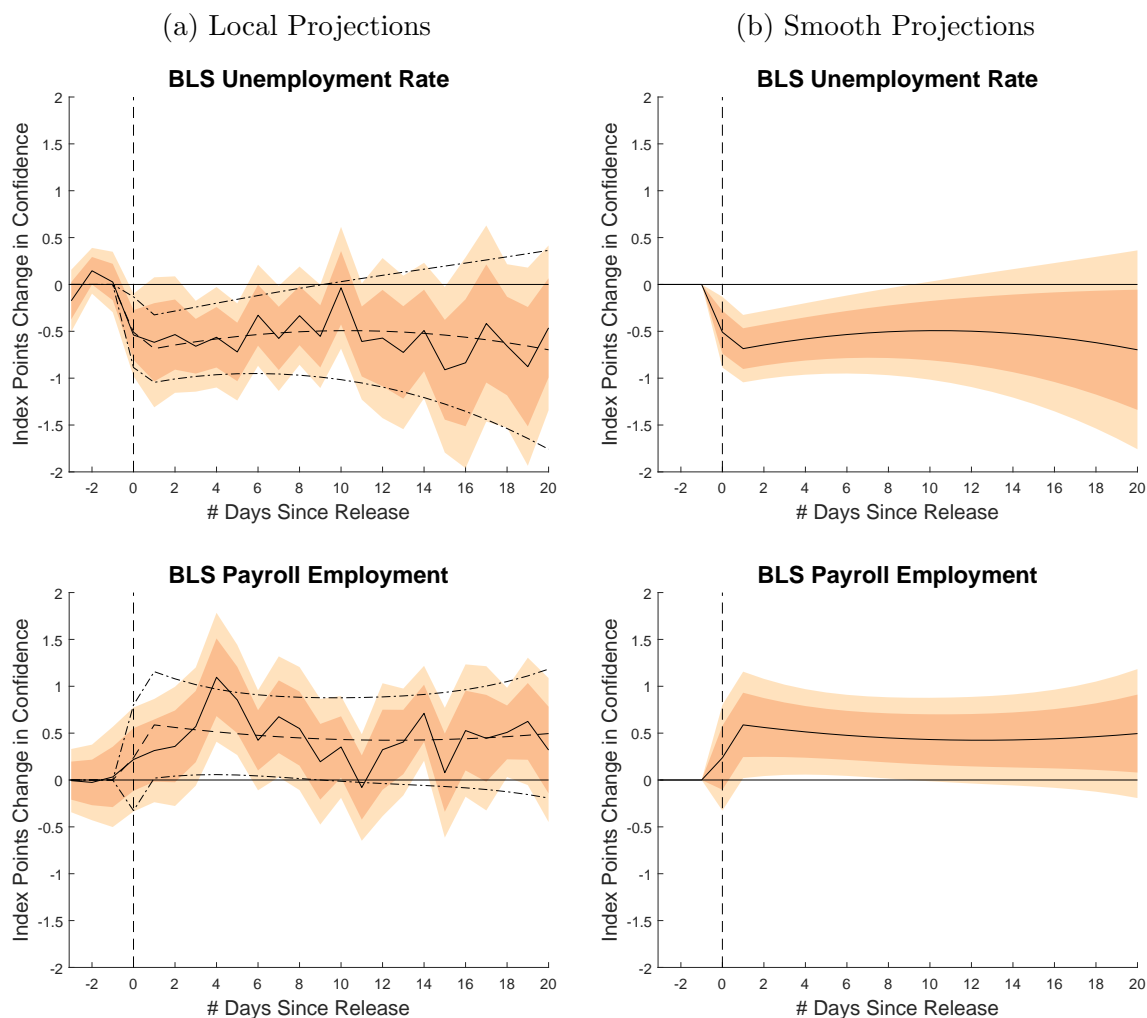 (a) Local Projections
(b) Smooth Projections
BLS Unemployment Rate
2
1.5
1
0.5
0
-0.5
-1
-1.5
-2
Index Points Change in Confidence
-2 0 2 4 6 8 10 12 14 16 18 20
# Days Since Release
BLS Unemployment Rate
2
1.5
1
0.5
0
-0.5
-1
-1.5
-2
Index Points Change in Confidence
-2 0 2 4 6 8 10 12 14 16 18 20
# Days Since Release
BLS Payroll Employment
2
1.5
1
0.5
0
-0.5
-1
-1.5
-2
Index Points Change in Confidence
-2 0 2 4 6 8 10 12 14 16 18 20
# Days Since Release
BLS Payroll Employment
2
1.5
1
0.5
0
-0.5
-1
-1.5
-2
Index Points Change in Confidence
-2 0 2 4 6 8 10 12 14 16 18 20
# Days Since Release